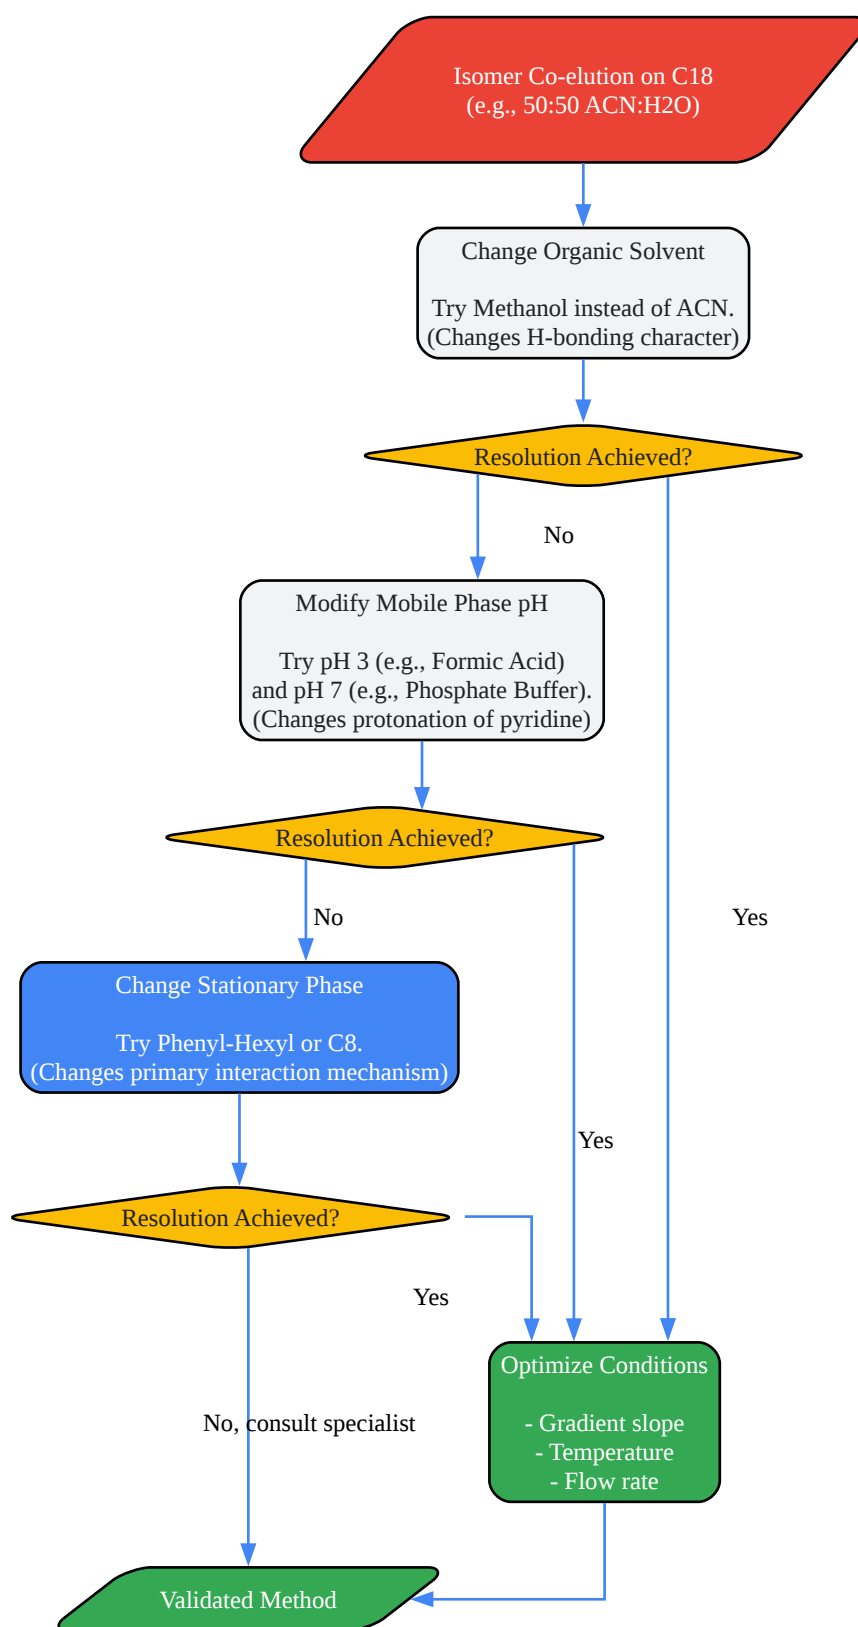 Isomer Co-elution on C18
(e.g., 50:50 ACN:H2O)
Change Organic Solvent
Try Methanol instead of ACN.
(Changes H-bonding character)
Resolution Achieved?
No
Modify Mobile Phase pH
Try pH 3 (e.g., Formic Acid)
and pH 7 (e.g., Phosphate Buffer).
(Changes protonation of pyridine)
Resolution Achieved?
No
Yes
Change Stationary Phase
Try Phenyl-Hexyl or C8.
(Changes primary interaction mechanism)
Yes
Resolution Achieved?
Yes
Optimize Conditions
- Gradient slope
- Temperature
- Flow rate
No, consult specialist
Validated Method